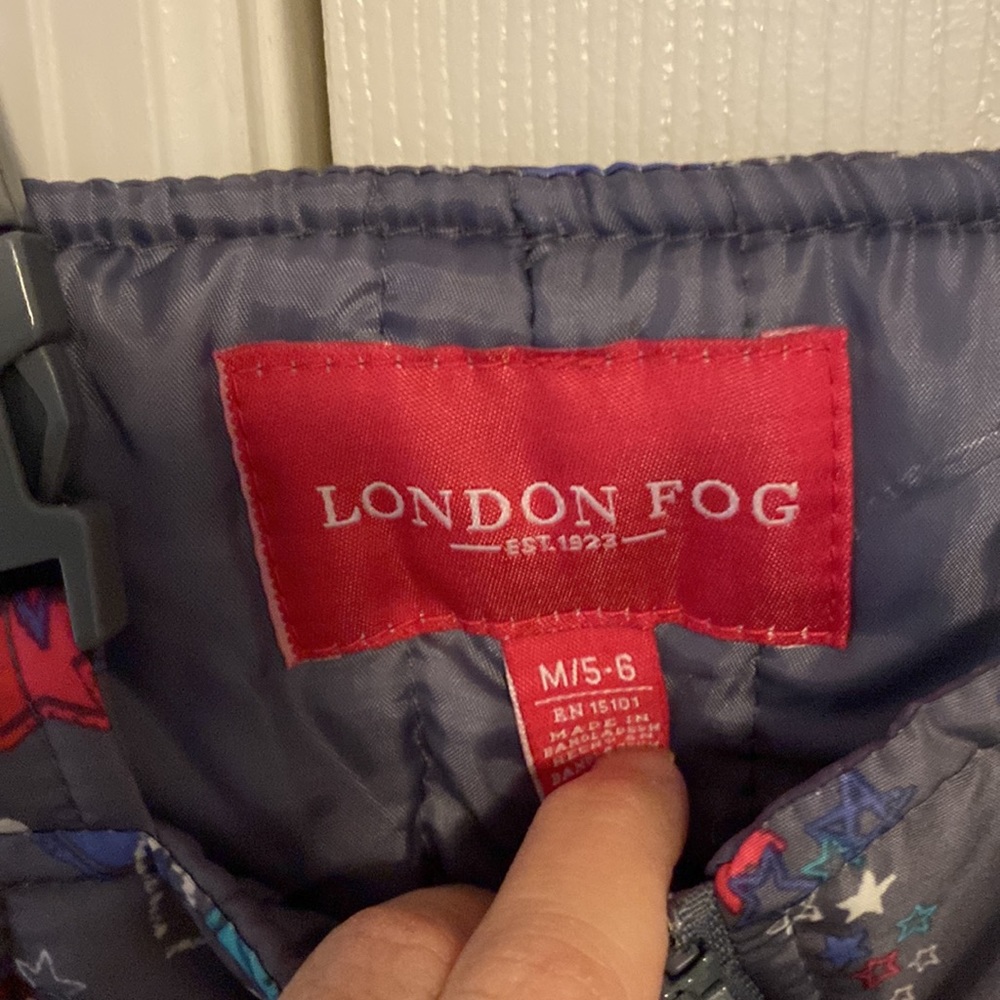 LONDON FOG
EST. 1923
M/5-6
RN 15101
MADE IN
BANGLADESH